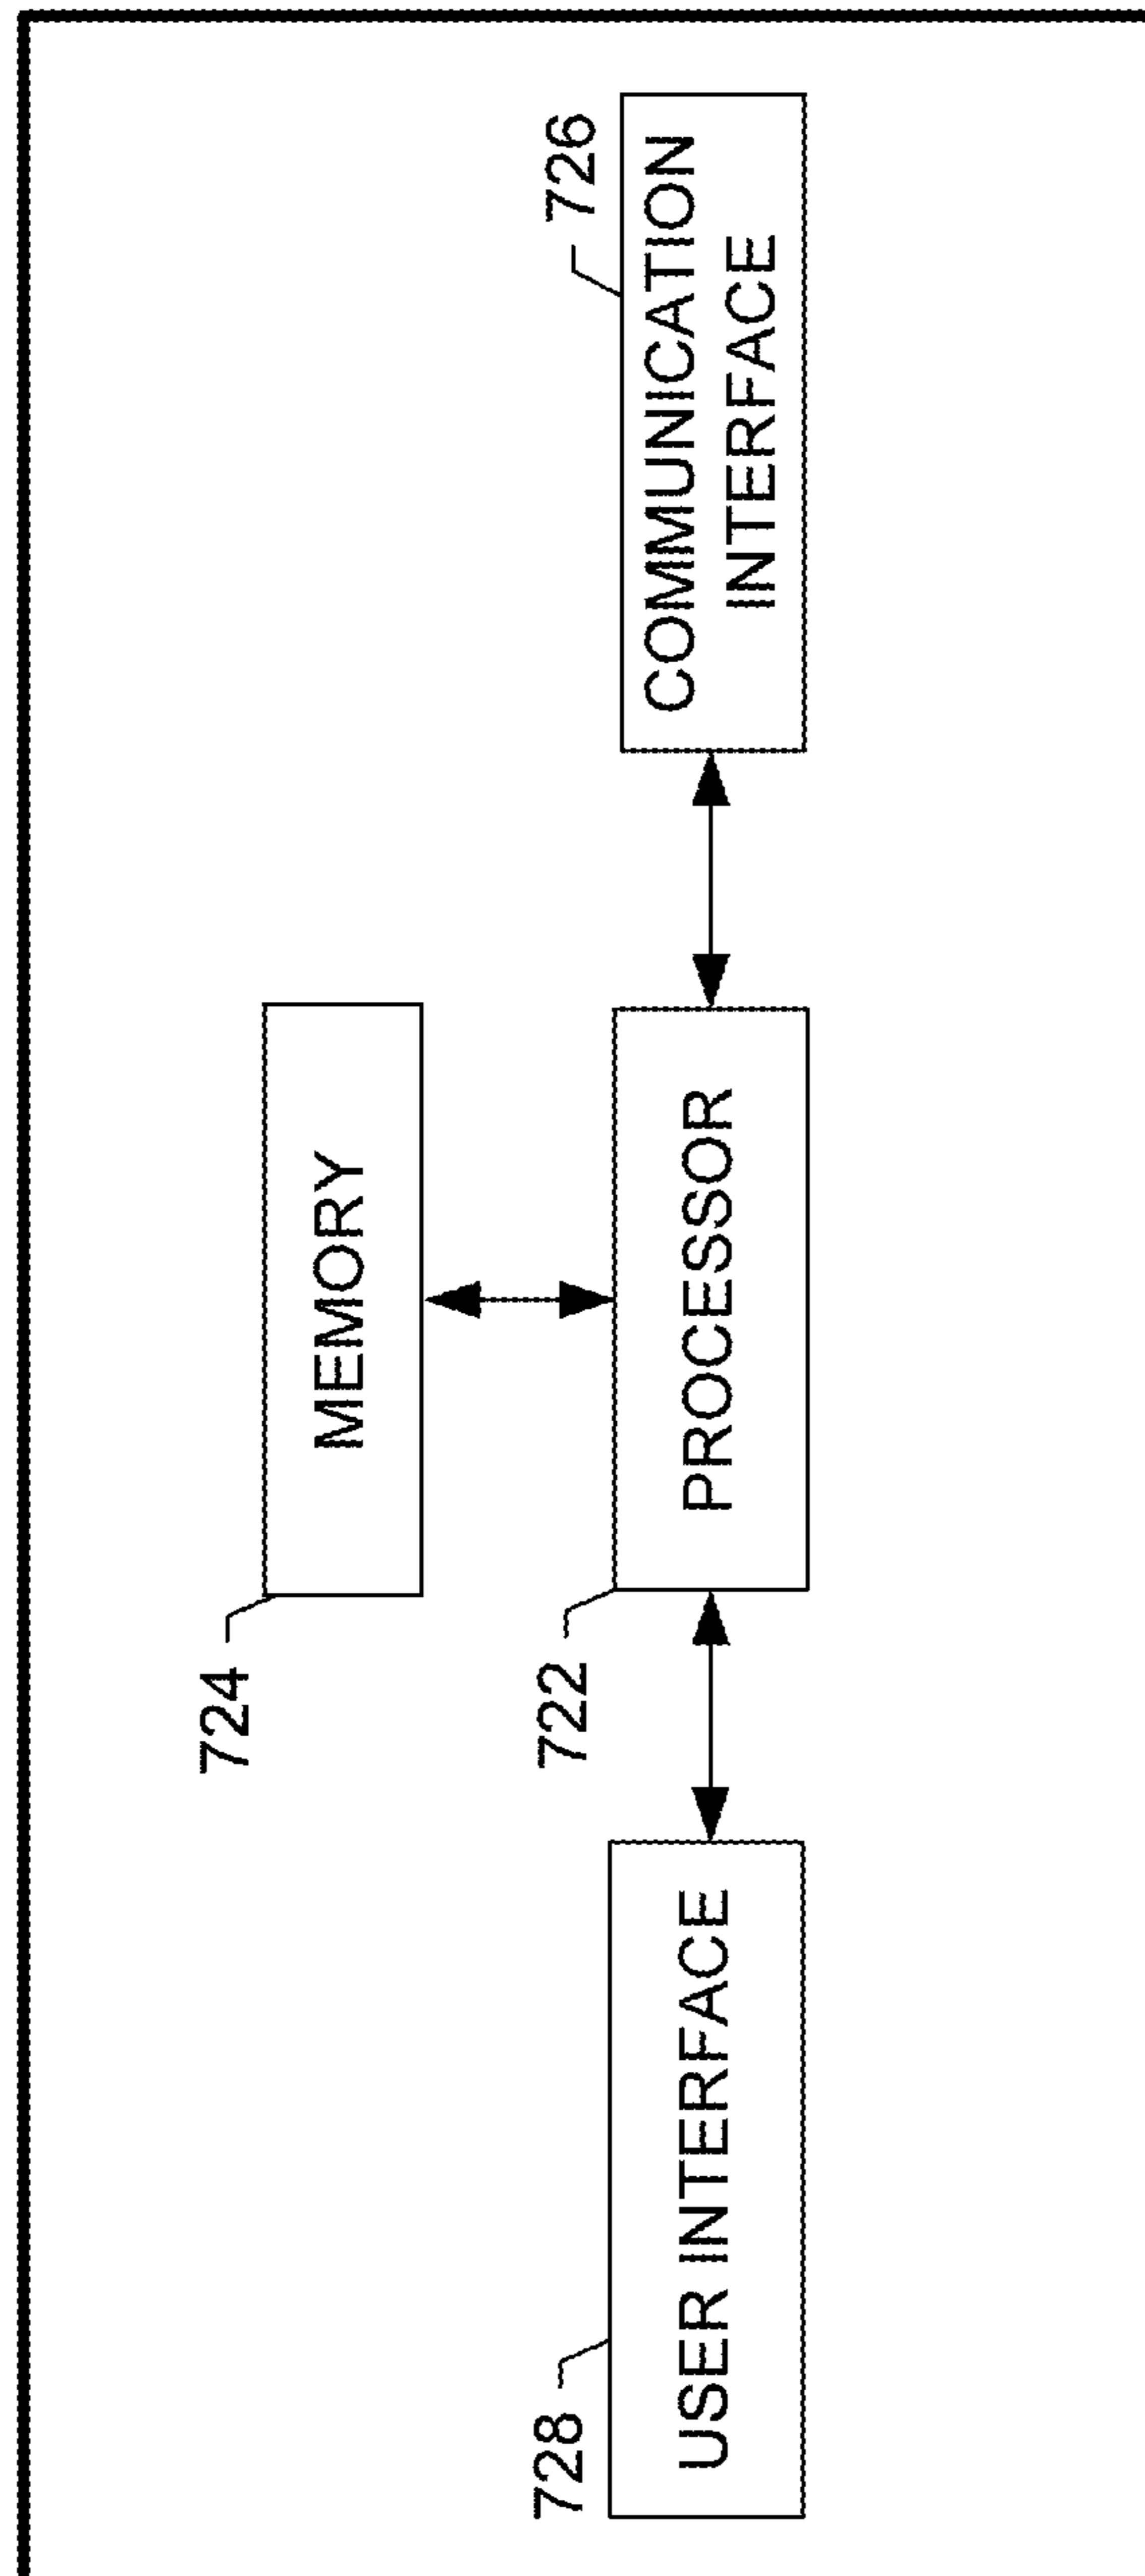 724
MEMORY
728
USER INTERFACE
722
PROCESSOR
726
COMMUNICATION
INTERFACE